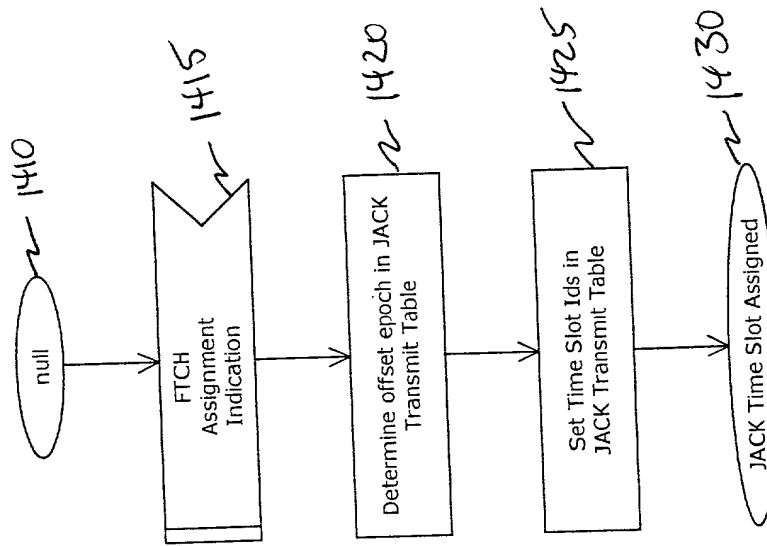 null
1410
FTCH
Assignment
Indication
1415
Determine offset epoch in JACK
Transmit Table
1420
Set Time Slot Ids in
JACK Transmit Table
1425
JACK Time Slot Assigned
1430